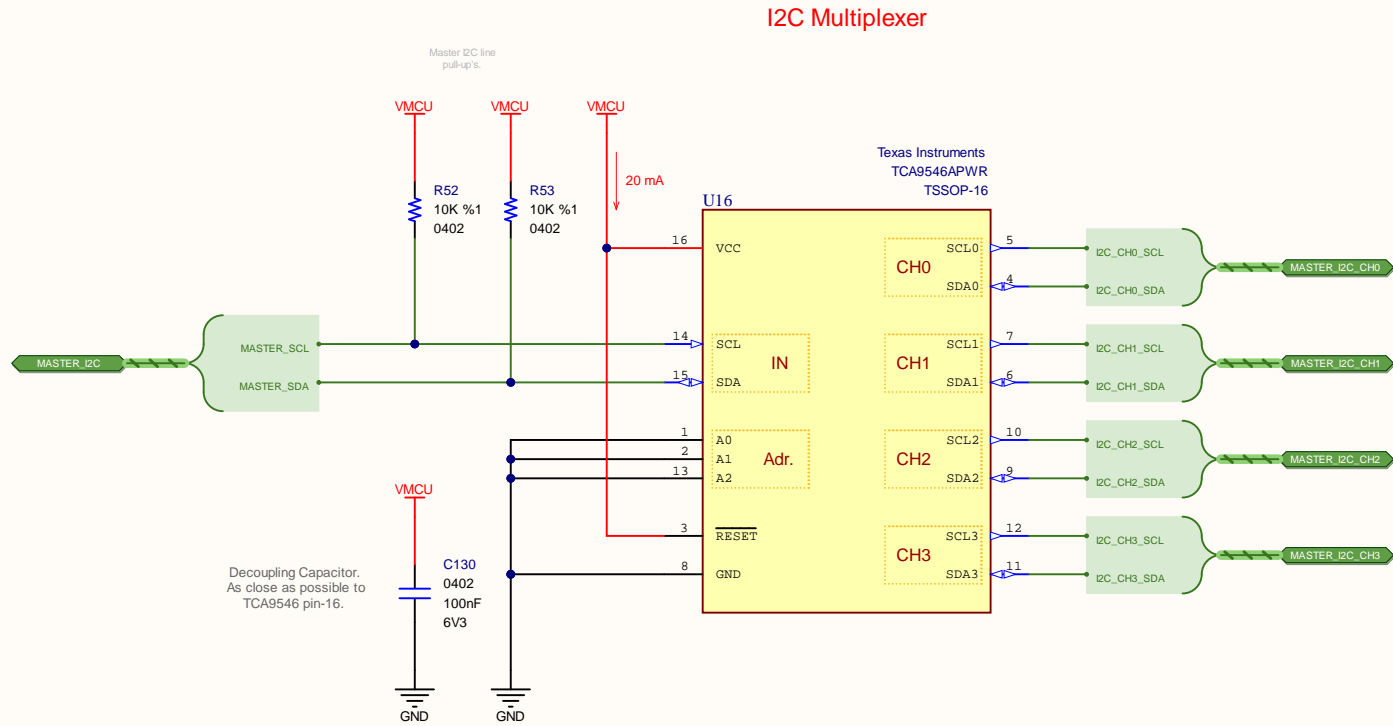 I2C Multiplexer
Master I2C line
pull-up's.
VMCU
VMCU
VMCU
20 mA
R52
10K %1
0402
R53
10K %1
0402
Texas Instruments
TCA9546APWR
TSSOP-16
U16
16
VCC
14
SCL
15
SDA
IN
1
A0
2
A1
13
A2
Adr.
3
RESET
8
GND
CH0
SCL0
5
SDA0
4
CH1
SCL1
7
SDA1
6
CH2
SCL2
10
SDA2
9
CH3
SCL3
12
SDA3
11
MASTER_I2C
MASTER_SCL
MASTER_SDA
I2C_CH0_SCL
I2C_CH0_SDA
MASTER_I2C_CH0
I2C_CH1_SCL
I2C_CH1_SDA
MASTER_I2C_CH1
I2C_CH2_SCL
I2C_CH2_SDA
MASTER_I2C_CH2
I2C_CH3_SCL
I2C_CH3_SDA
MASTER_I2C_CH3
VMCU
Decoupling Capacitor.
As close as possible to
TCA9546 pin-16.
C130
0402
100nF
6V3
GND
GND